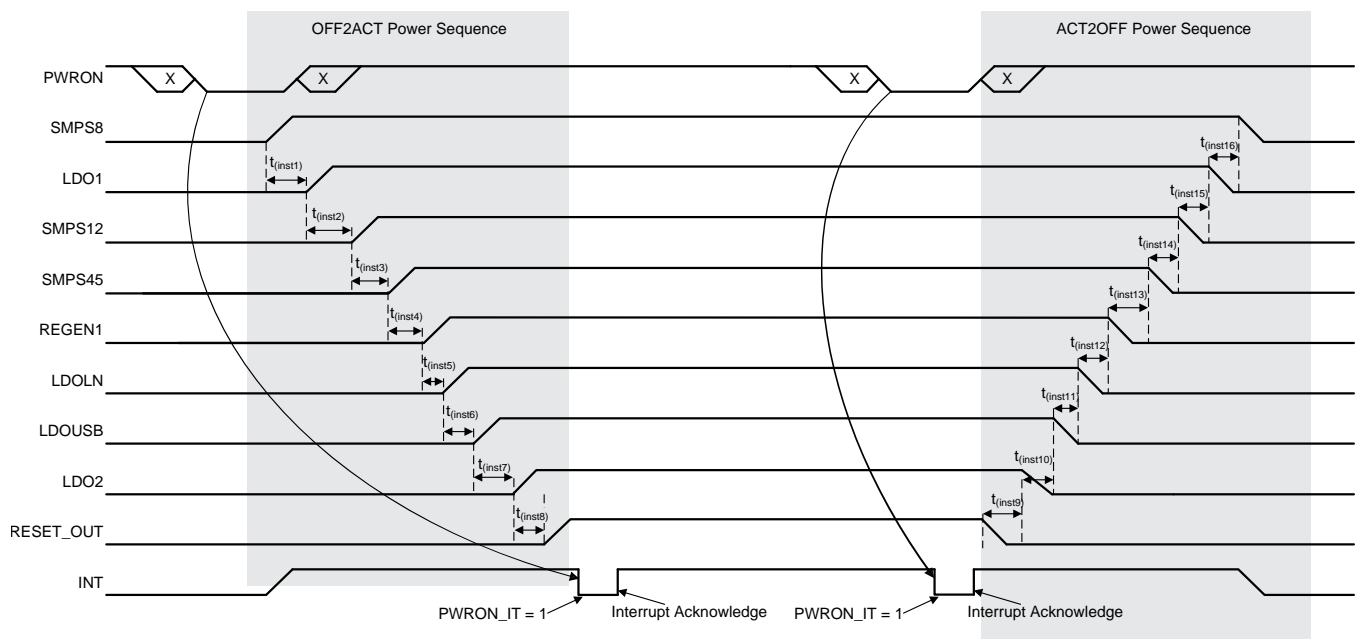 OFF2ACT Power Sequence
ACT2OFF Power Sequence
PWRON
X
X
X
X
SMPS8
t(inst1)
t(inst16)
LDO1
t(inst2)
t(inst15)
SMPS12
t(inst3)
t(inst14)
SMPS45
t(inst4)
t(inst13)
REGEN1
t(inst5)
t(inst12)
LDOLN
t(inst6)
t(inst11)
LDOUSB
t(inst7)
t(inst10)
LDO2
t(inst8)
t(inst9)
RESET_OUT
INT
PWRON_IT = 1
Interrupt Acknowledge
PWRON_IT = 1
Interrupt Acknowledge